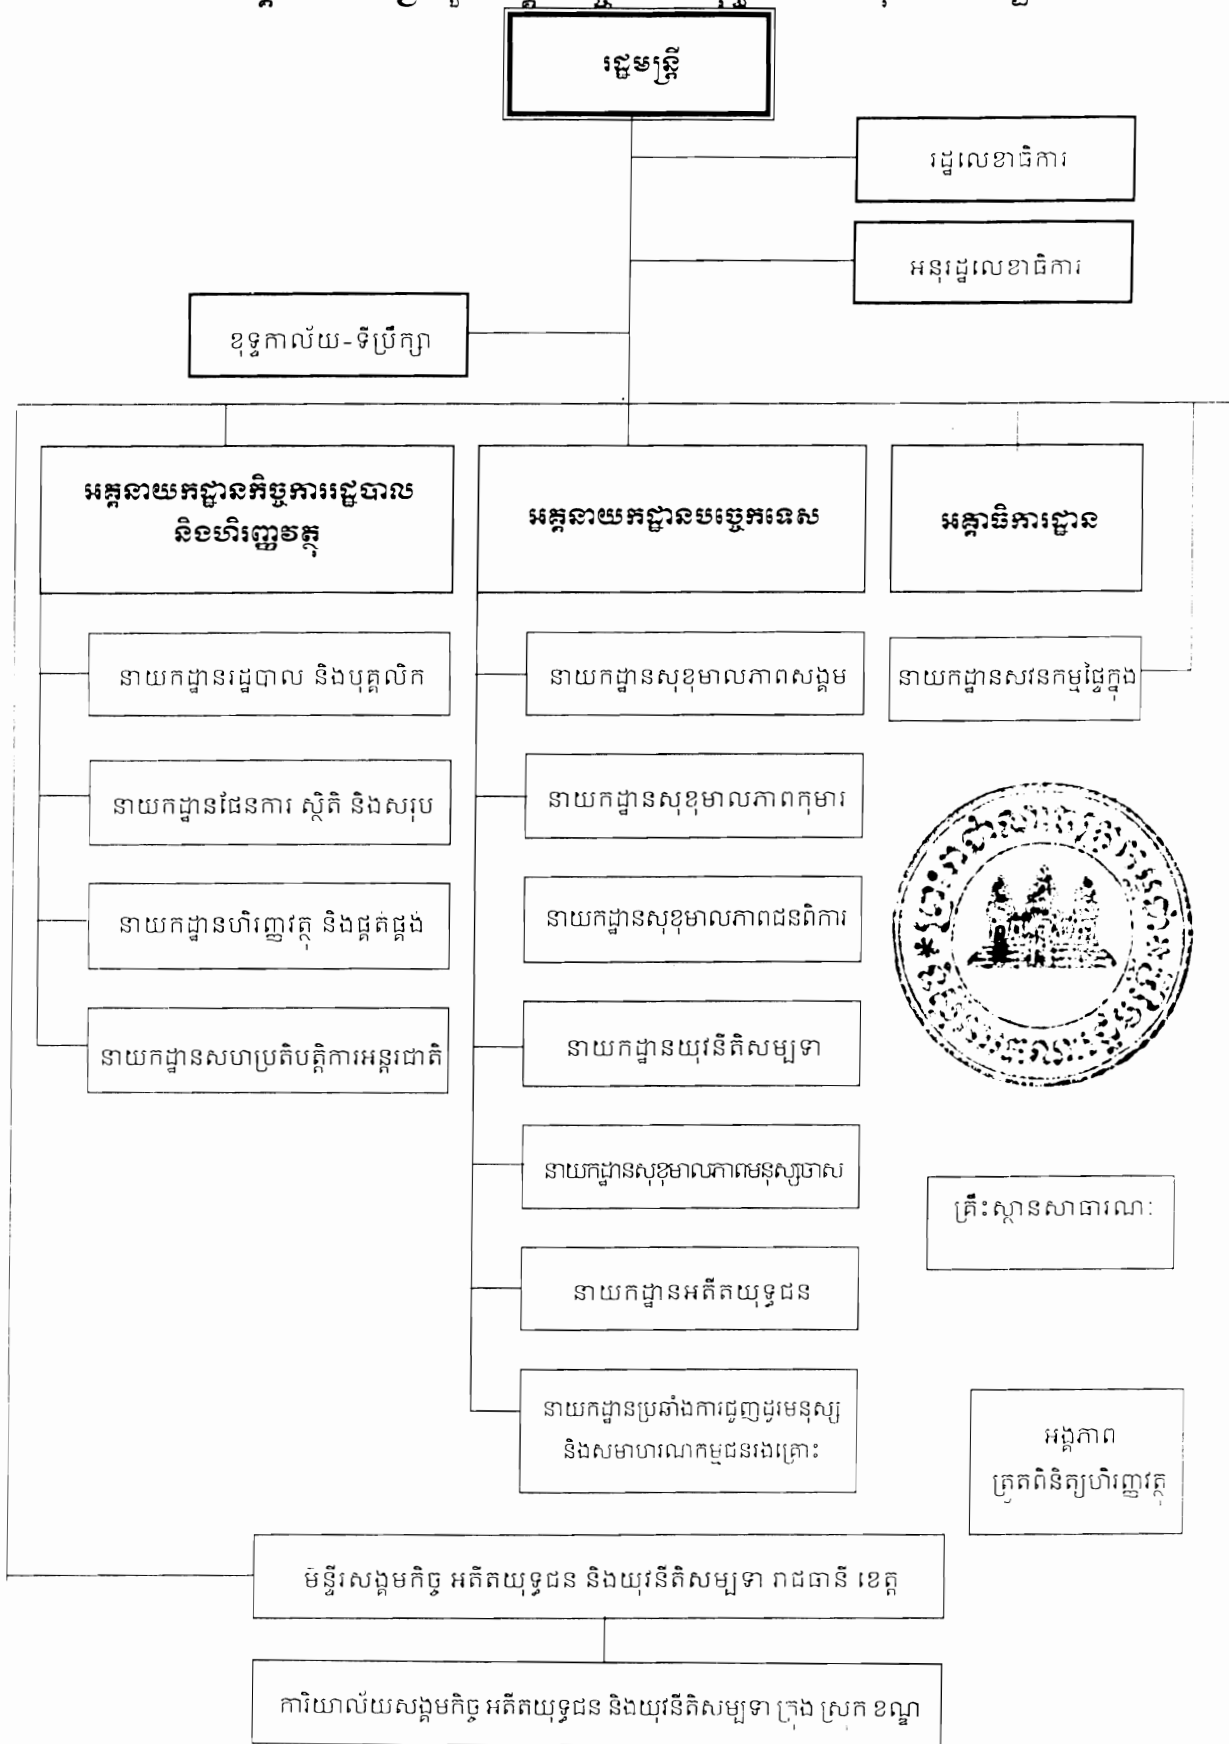 រដ្ឋមន្ត្រី
រដ្ឋលេខាធិការ
អនុរដ្ឋលេខាធិការ
ខុទ្ទកាល័យ-ទីប្រឹក្សា
អគ្គនាយកដ្ឋានកិច្ចការរដ្ឋបាល
និងហិរញ្ញវត្ថុ
អគ្គនាយកដ្ឋានបច្ចេកទេស
អគ្គាធិការដ្ឋាន
នាយកដ្ឋានរដ្ឋបាល និងបុគ្គលិក
នាយកដ្ឋានសុខុមាលភាពសង្គម
នាយកដ្ឋានសវនកម្មផ្ទៃក្នុង
នាយកដ្ឋានផែនការ ស្ថិតិ និងសរុប
នាយកដ្ឋានសុខុមាលភាពកុមារ
នាយកដ្ឋានហិរញ្ញវត្ថុ និងផ្គត់ផ្គង់
នាយកដ្ឋានសុខុមាលភាពជនពិការ
នាយកដ្ឋានសហប្រតិបត្តិការអន្តរជាតិ
នាយកដ្ឋានយុវនីតិសម្បទា
នាយកដ្ឋានសុខុមាលភាពមនុស្សចាស
គ្រឹះស្ថានសាធារណៈ
នាយកដ្ឋានអតីតយុទ្ធជន
នាយកដ្ឋានប្រឆាំងការជួញដូរមនុស្ស
និងសមាហរណកម្មជនរងគ្រោះ
អង្គភាព
ត្រួតពិនិត្យហិរញ្ញវត្ថុ
មន្ទីរសង្គមកិច្ច អតីតយុទ្ធជន និងយុវនីតិសម្បទា រាជធានី ខេត្ត
ការិយាល័យសង្គមកិច្ច អតីតយុទ្ធជន និងយុវនីតិសម្បទា ក្រុង ស្រុក ខណ្ឌ